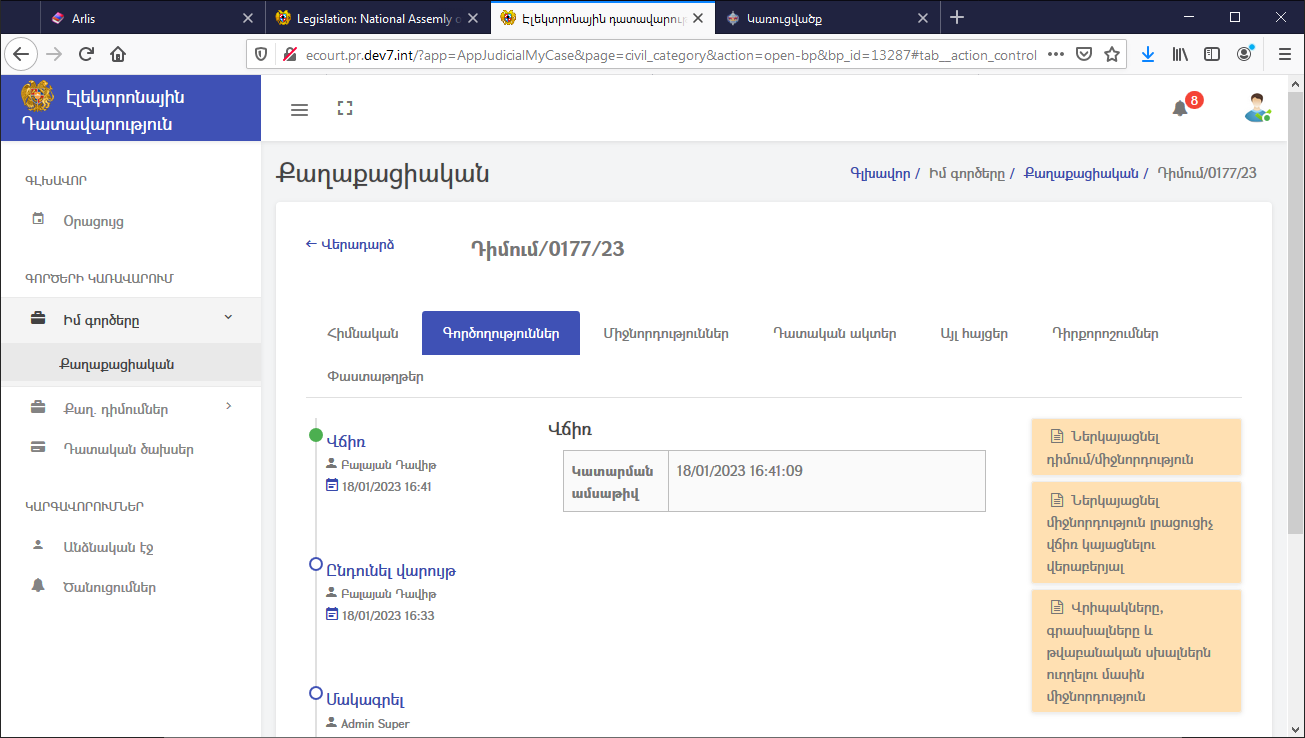 Arlis
Legislation: National Assemly o
Էլեկտրոնային դատավարութ
Կառուցվածք
ecourt.pr.dev7.int/?app=AppJudicialMyCase&page=civil_category&action=open-bp&bp_id=13287#tab__action_control
Էլեկտրոնային
Դատավարություն
8
ԳԼԽԱՎՈՐ
Օրացույց
ԳՈՐԾԵՐԻ ԿԱՌԱՎԱՐՈՒՄ
Իմ գործերը
Քաղաքացիական
Քաղ. դիմումներ
Դատական ծախսեր
ԿԱՐԳԱՎՈՐՈՒՄՆԵՐ
Անձնական էջ
Ծանուցումներ
Քաղաքացիական
Գլխավոր / Իմ գործերը / Քաղաքացիական / Դիմում/0177/23
← Վերադարձ
Դիմում/0177/23
Հիմնական
Գործողություններ
Միջնորդություններ
Դատական ակտեր
Այլ հայցեր
Դիրքորոշումներ
Փաստաթղթեր
Վճիռ
Բալայան Դավիթ
18/01/2023 16:41
Ընդունել վարույթ
Բալայան Դավիթ
18/01/2023 16:33
Մակագրել
Admin Super
Վճիռ
Կատարման
ամսաթիվ
18/01/2023 16:41:09
Ներկայացնել
դիմում/միջնորդություն
Ներկայացնել
միջնորդություն լրացուցիչ
վճիռ կայացնելու
վերաբերյալ
Վրիպակները,
գրասխալները և
թվաբանական սխալներն
ուղղելու մասին
միջնորդություն